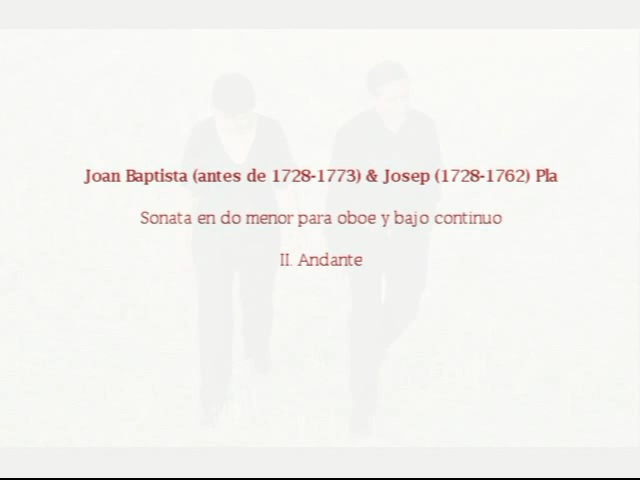 Joan Baptista (antes de 1728-1773) & Josep (1728-1762) Pla
Sonata en do menor para oboe y bajo continuo
II. Andante